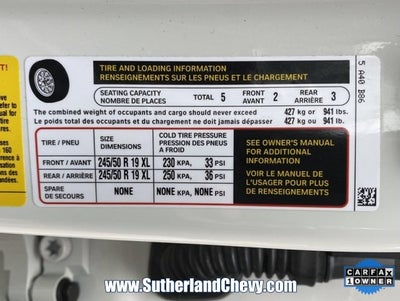 TIRE AND LOADING INFORMATION
RENSEIGNEMENTS SUR LES PNEUS ET LE CHARGEMENT
SEATING CAPACITY
NOMBRE DE PLACES
TOTAL 5
FRONT
AVANT 2
REAR
ARRIÈRE 3
The combined weight of occupants and cargo should never exceed 427 kg or 941 lbs.
Le poids total des occupants et du chargement ne doit jamais dépasser 427 kg ou 941 lb.
TIRE / PNEU
SIZE
DIMENSIONS
COLD TIRE PRESSURE
PRESSION DES PNEUS
A FROID
FRONT / AVANT 245/50 R 19 XL 230 KPA, 33 PSI
REAR / ARRIÈRE 245/50 R 19 XL 250 KPA, 36 PSI
SPARE
DE SECOURS NONE NONE KPA, NONE PSI
SEE OWNER'S MANUAL
FOR ADDITIONAL
INFORMATION
VOIR LE MANUEL DE
L'USAGER POUR PLUS DE
RENSEIGNEMENTS
5 AA40 B86
refer to
160
érence à
www.SutherlandChevy.com
CARFAX
1 OWNER